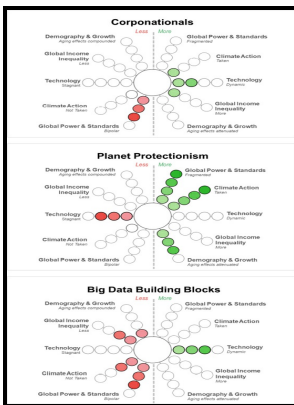 Corponationals
Less More
Demography & Growth
Aging effects compounded
Global Power & Standards
Fragmented
Global Income
Inequality
Less
Climate Action
Taken
Technology
Stagnant
Technology
Dynamic
Climate Action
Not Taken
Global Income
Inequality
More
Global Power & Standards
Bipolar
Demography & Growth
Aging effects attenuated
Planet Protectionism
Less More
Demography & Growth
Aging effects compounded
Global Power & Standards
Fragmented
Global Income
Inequality
Less
Climate Action
Taken
Technology
Stagnant
Technology
Dynamic
Climate Action
Not Taken
Global Income
Inequality
More
Global Power & Standards
Bipolar
Demography & Growth
Aging effects attenuated
Big Data Building Blocks
Less More
Demography & Growth
Aging effects compounded
Global Power & Standards
Fragmented
Global Income
Inequality
Less
Climate Action
Taken
Technology
Stagnant
Technology
Dynamic
Climate Action
Not Taken
Global Income
Inequality
More
Global Power & Standards
Bipolar
Demography & Growth
Aging effects attenuated